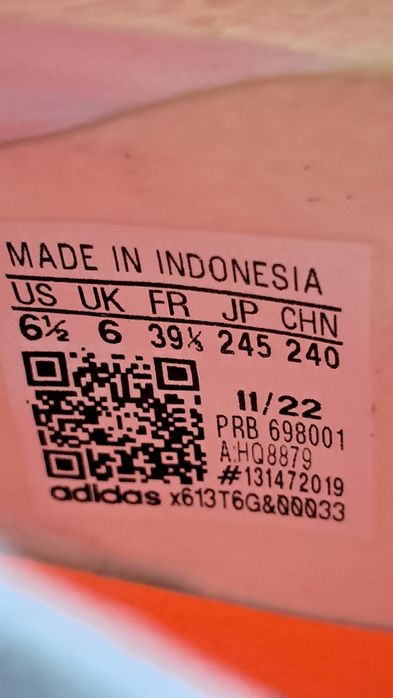 MADE IN INDONESIA
US UK FR JP CHN
6½ 6 39⅓ 245 240
11/22
PRB 698001
A:HQ8879
#131472019
adidas x613T6G&00033